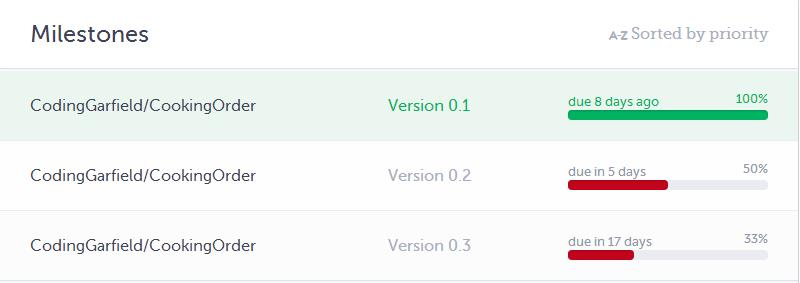 Milestones
A-Z Sorted by priority
CodingGarfield/CookingOrder
Version 0.1
due 8 days ago
100%
CodingGarfield/CookingOrder
Version 0.2
due in 5 days
50%
CodingGarfield/CookingOrder
Version 0.3
due in 17 days
33%